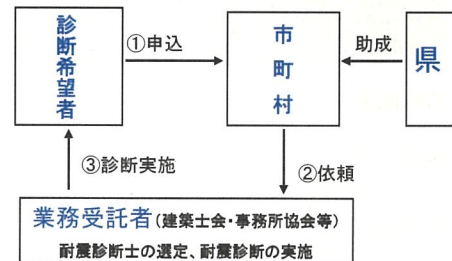 診断希望者
①申込
市町村
助成
県
③診断実施
②依頼
業務受託者(建築士会・事務所協会等)
耐震診断士の選定、耐震診断の実施